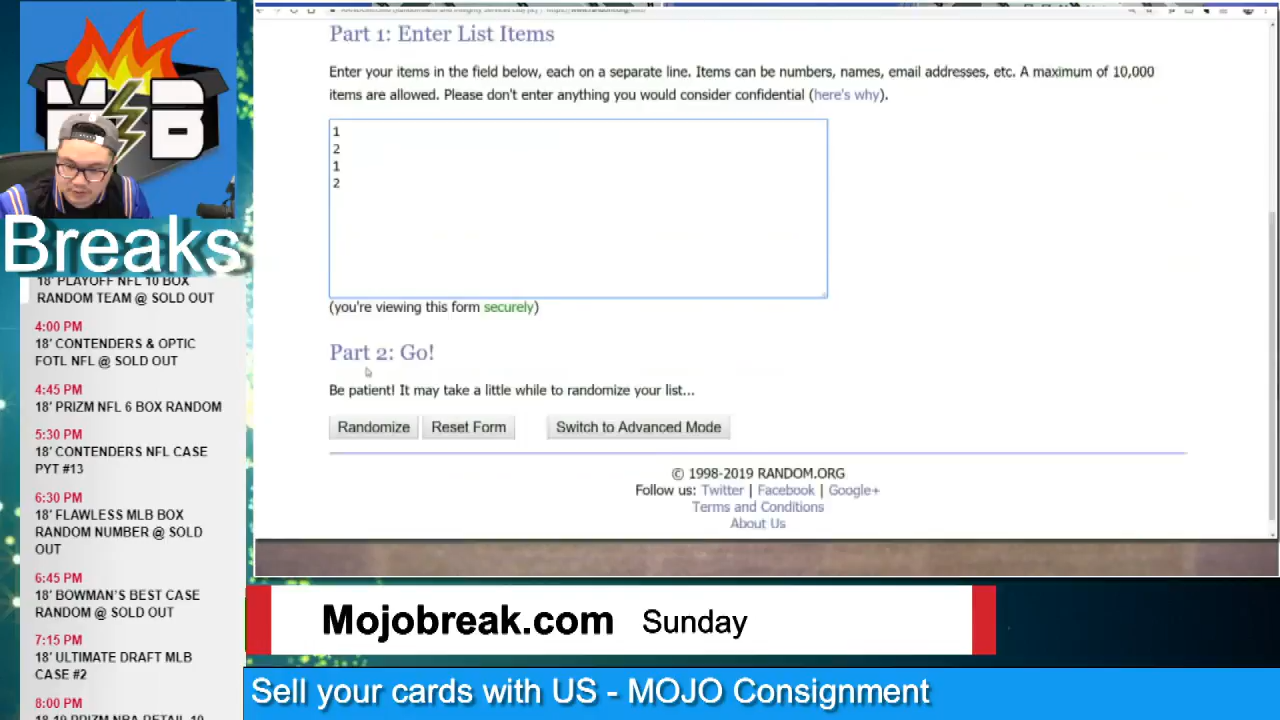 Part 1: Enter List Items
Enter your items in the field below, each on a separate line. Items can be numbers, names, email addresses, etc. A maximum of 10,000
items are allowed. Please don't enter anything you would consider confidential (here's why).
1
2
1
2
(you're viewing this form securely)
Part 2: Go!
Be patient! It may take a little while to randomize your list...
Randomize Reset Form Switch to Advanced Mode
© 1998-2019 RANDOM.ORG
Follow us: Twitter | Facebook | Google+
Terms and Conditions
About Us
M B
Breaks
18' PLAYOFF NFL 10 BOX
RANDOM TEAM @ SOLD OUT
4:00 PM
18' CONTENDERS & OPTIC
FOTL NFL @ SOLD OUT
4:45 PM
18' PRIZM NFL 6 BOX RANDOM
5:30 PM
18' CONTENDERS NFL CASE
PYT #13
6:30 PM
18' FLAWLESS MLB BOX
RANDOM NUMBER @ SOLD
OUT
6:45 PM
18' BOWMAN'S BEST CASE
RANDOM @ SOLD OUT
7:15 PM
18' ULTIMATE DRAFT MLB
CASE #2
8:00 PM
18-19 PRIZM NBA RETAIL 10
Mojobreak.com Sunday
Sell your cards with US - MOJO Consignment